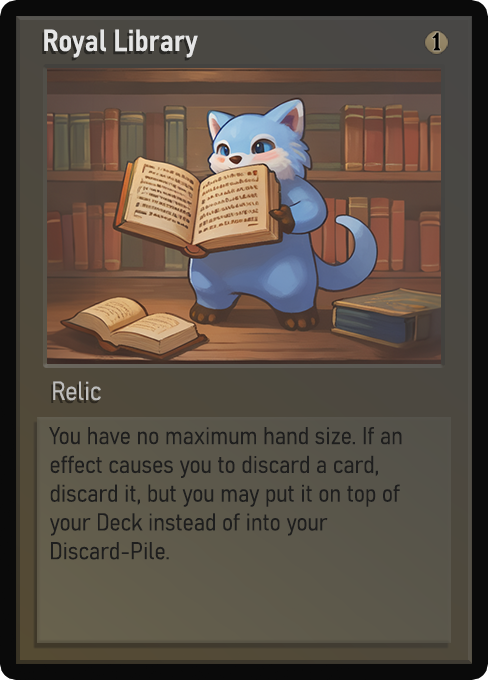 Royal Library
1
Relic
You have no maximum hand size. If an
effect causes you to discard a card,
discard it, but you may put it on top of
your Deck instead of into your
Discard-Pile.